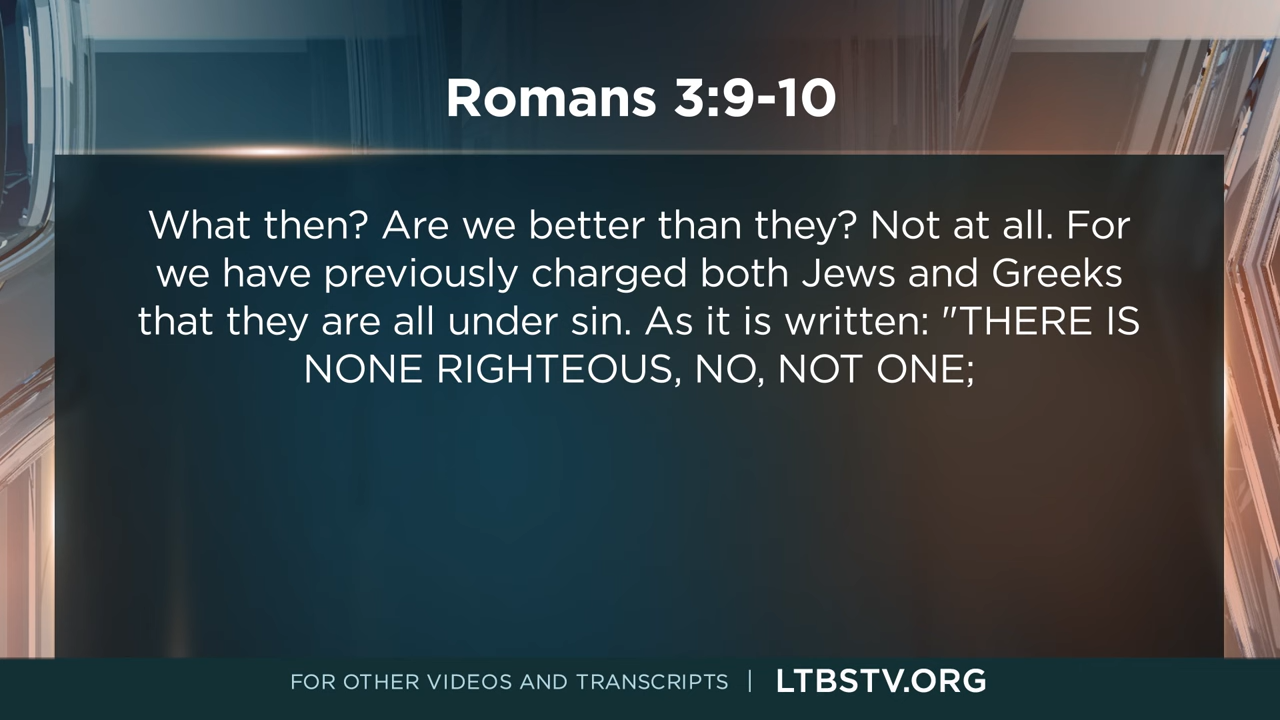 Romans 3:9-10
What then? Are we better than they? Not at all. For
we have previously charged both Jews and Greeks
that they are all under sin. As it is written: "THERE IS
NONE RIGHTEOUS, NO, NOT ONE;
FOR OTHER VIDEOS AND TRANSCRIPTS | LTBSTV.ORG